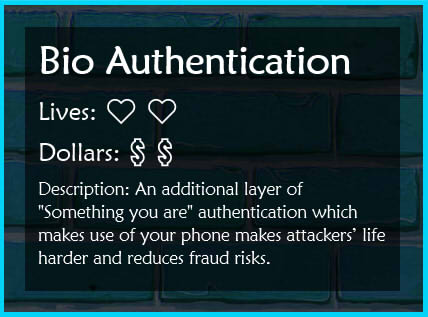 Bio Authentication
Lives:
Dollars: $ $
Description: An additional layer of
"Something you are" authentication which
makes use of your phone makes attackers’ life
harder and reduces fraud risks.